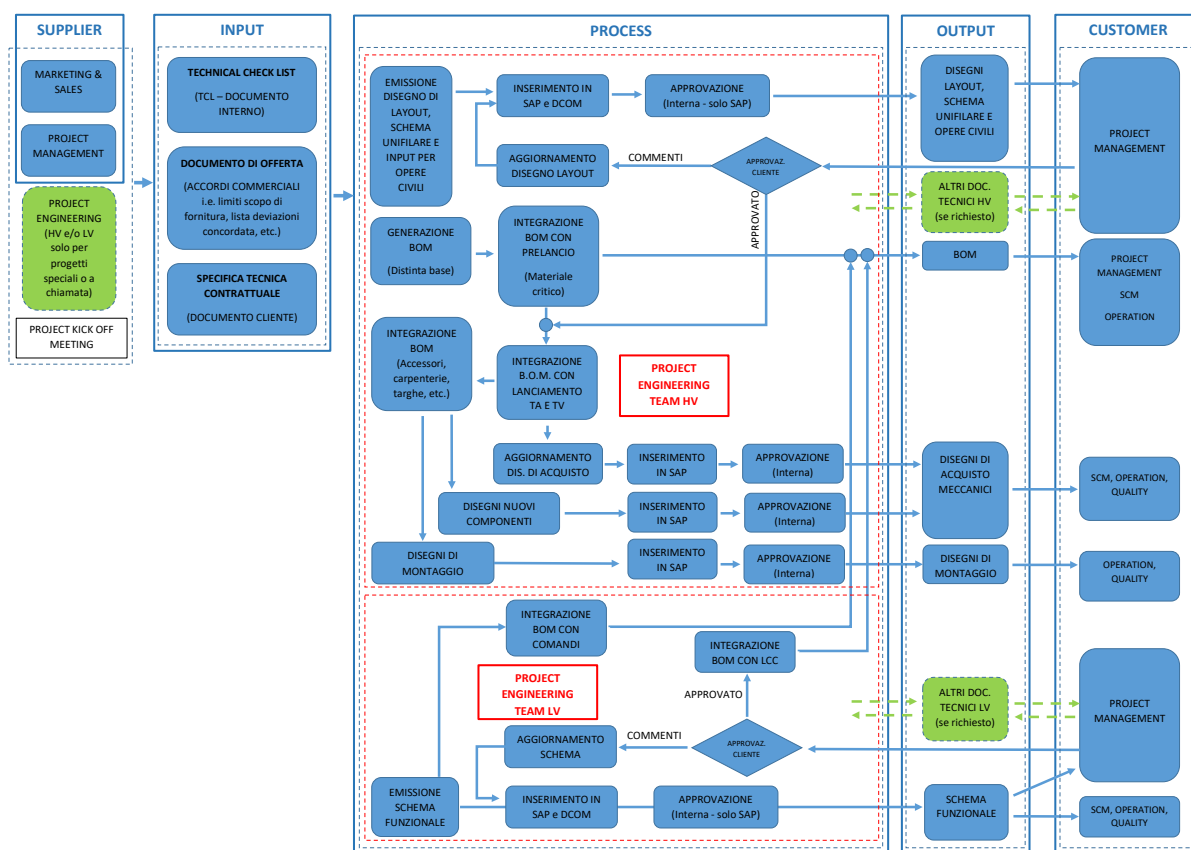 SUPPLIER
MARKETING &
SALES
PROJECT
MANAGEMENT
PROJECT
ENGINEERING
(HV e/o LV
solo per
progetti
speciali o a
chiamata)
PROJECT KICK OFF
MEETING
INPUT
TECHNICAL CHECK LIST
(TCL – DOCUMENTO
INTERNO)
DOCUMENTO DI OFFERTA
(ACCORDI COMMERCIALI
i.e. limiti scopo di
fornitura, lista deviazioni
concordata, etc.)
SPECIFICA TECNICA
CONTRATTUALE
(DOCUMENTO CLIENTE)
PROCESS
EMISSIONE
DISEGNO DI
LAYOUT,
SCHEMA
UNIFILARE E
INPUT PER
OPERE
CIVILI
INSERIMENTO IN
SAP e DCOM
APPROVAZIONE
(Interna - solo SAP)
AGGIORNAMENTO
DISEGNO LAYOUT
COMMENTI
APPROVAZ.
CLIENTE
APPROVATO
GENERAZIONE
BOM
(Distinta base)
INTEGRAZIONE
BOM CON
PRELANCIO
(Materiale
critico)
INTEGRAZIONE
BOM
(Accessori,
carpenterie,
targhe, etc.)
INTEGRAZIONE
B.O.M. CON
LANCIAMENTO
TA E TV
PROJECT
ENGINEERING
TEAM HV
AGGIORNAMENTO
DIS. DI ACQUISTO
INSERIMENTO
IN SAP
APPROVAZIONE
(Interna)
DISEGNI NUOVI
COMPONENTI
INSERIMENTO
IN SAP
APPROVAZIONE
(Interna)
DISEGNI DI
MONTAGGIO
INSERIMENTO
IN SAP
APPROVAZIONE
(Interna)
INTEGRAZIONE
BOM CON
COMANDI
INTEGRAZIONE
BOM CON LCC
PROJECT
ENGINEERING
TEAM LV
APPROVATO
AGGIORNAMENTO
SCHEMA
COMMENTI
APPROVAZ.
CLIENTE
EMISSIONE
SCHEMA
FUNZIONALE
INSERIMENTO IN
SAP e DCOM
APPROVAZIONE
(Interna - solo SAP)
OUTPUT
DISEGNI
LAYOUT,
SCHEMA
UNIFILARE E
OPERE CIVILI
ALTRI DOC.
TECNICI HV
(se richiesto)
BOM
DISEGNI DI
ACQUISTO
MECCANICI
DISEGNI DI
MONTAGGIO
ALTRI DOC.
TECNICI LV
(se richiesto)
SCHEMA
FUNZIONALE
CUSTOMER
PROJECT
MANAGEMENT
PROJECT
MANAGEMENT
SCM
OPERATION
SCM, OPERATION,
QUALITY
OPERATION,
QUALITY
PROJECT
MANAGEMENT
SCM, OPERATION,
QUALITY